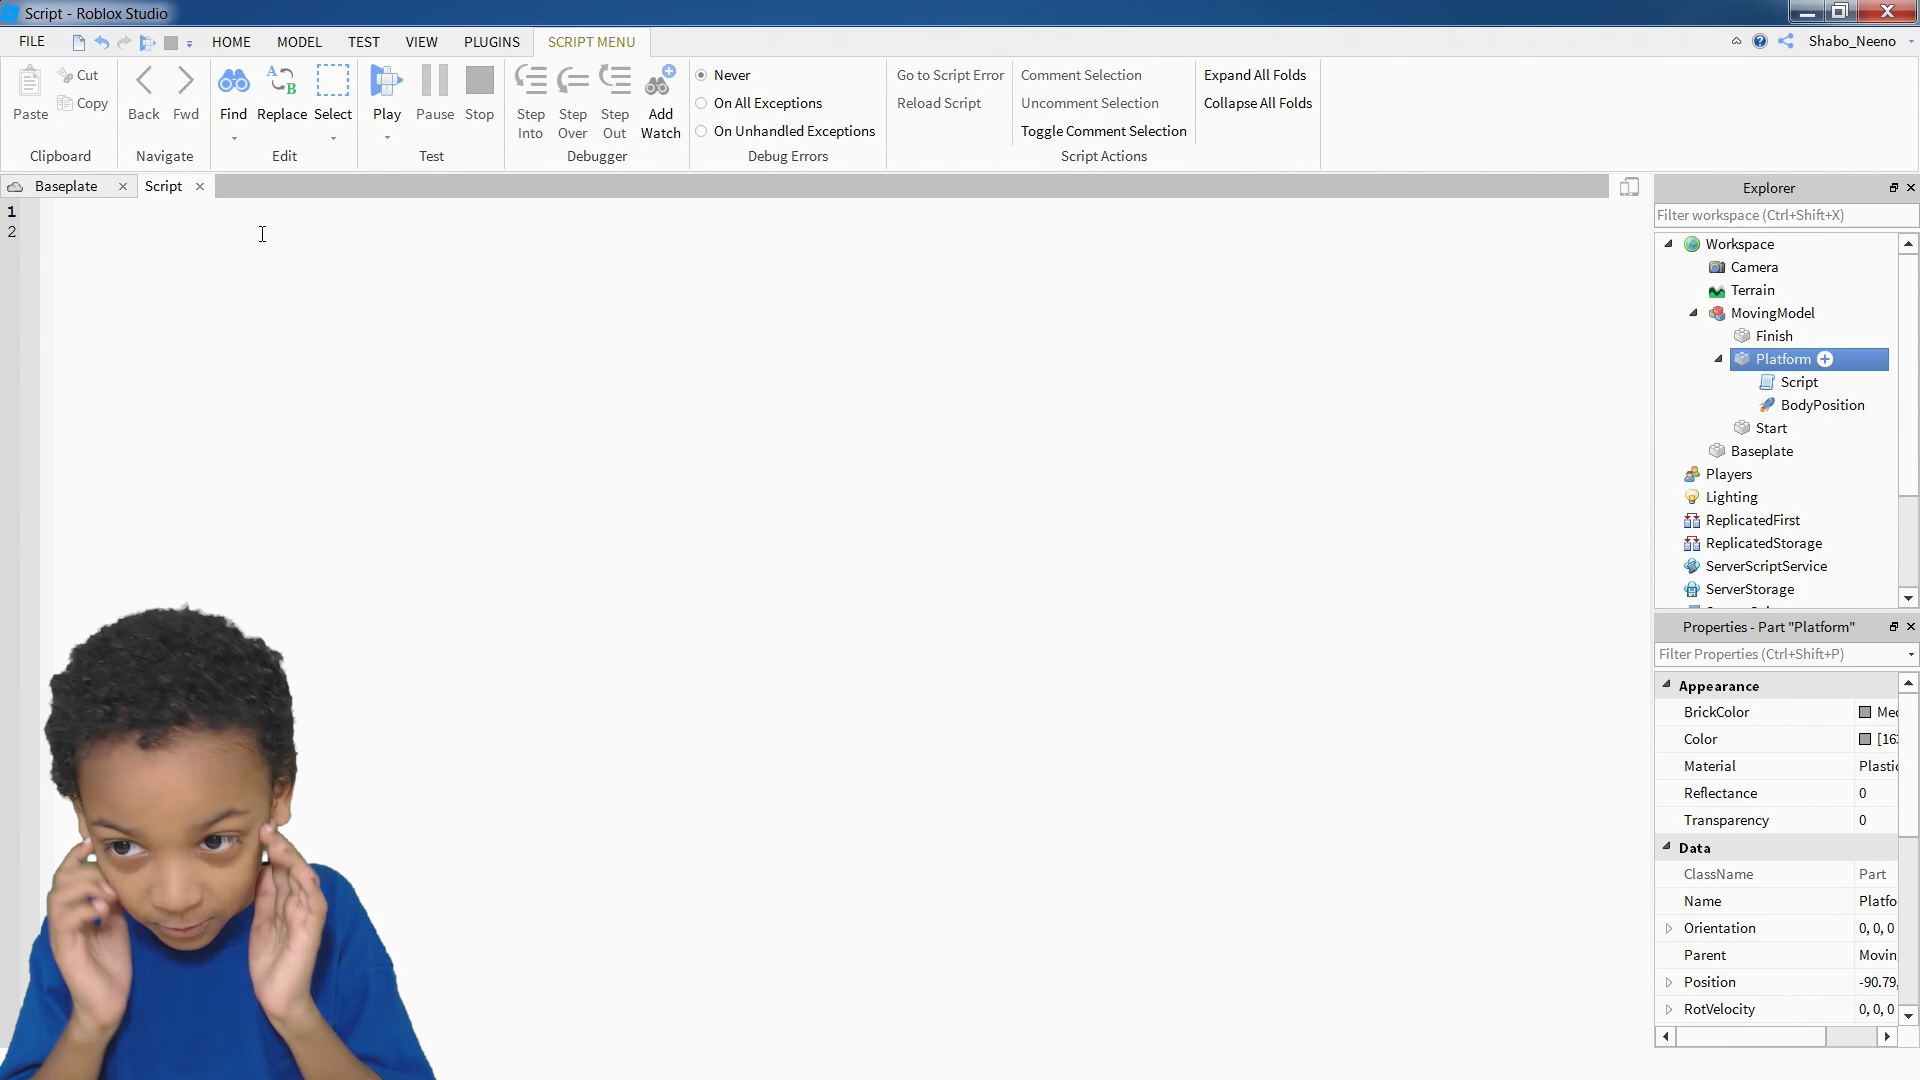 Script - Roblox Studio
FILE HOME MODEL TEST VIEW PLUGINS SCRIPT MENU Shabo_Neeno
Paste
Cut
Copy
Clipboard
Back Fwd
Navigate
Find Replace Select
Edit
Play Pause Stop
Test
Step Into
Step Over
Step Out
Add Watch
Debugger
Never
On All Exceptions
On Unhandled Exceptions
Debug Errors
Go to Script Error
Reload Script
Comment Selection
Uncomment Selection
Toggle Comment Selection
Expand All Folds
Collapse All Folds
Script Actions
Baseplate Script
1
2
Explorer
Filter workspace (Ctrl+Shift+X)
Workspace
Camera
Terrain
MovingModel
Finish
Platform
Script
BodyPosition
Start
Baseplate
Players
Lighting
ReplicatedFirst
ReplicatedStorage
ServerScriptService
ServerStorage
Properties - Part "Platform"
Filter Properties (Ctrl+Shift+P)
Appearance
BrickColor Mec
Color [16
Material Plastic
Reflectance 0
Transparency 0
Data
ClassName Part
Name Platfo
Orientation 0, 0, 0
Parent Movin
Position -90.79,
RotVelocity 0, 0, 0